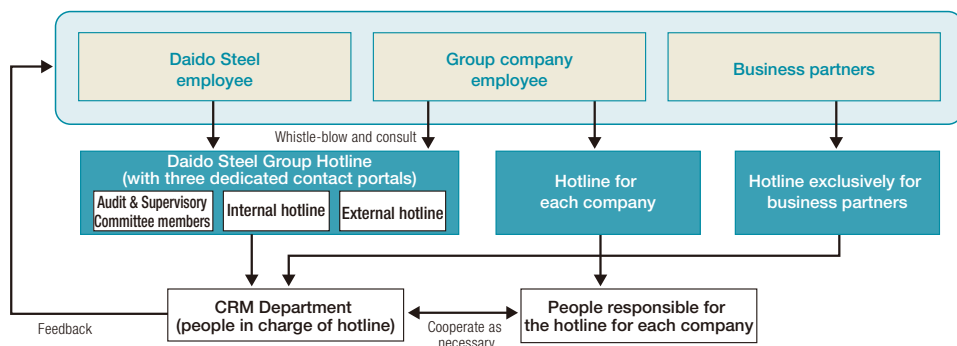 Daido Steel
employee
Group company
employee
Business partners
Whistle-blow and consult
Daido Steel Group Hotline
(with three dedicated contact portals)
Audit & Supervisory
Committee members
Internal hotline
External hotline
Hotline for
each company
Hotline exclusively for
business partners
CRM Department
(people in charge of hotline)
People responsible for
the hotline for each company
Feedback
Cooperate as
necessary